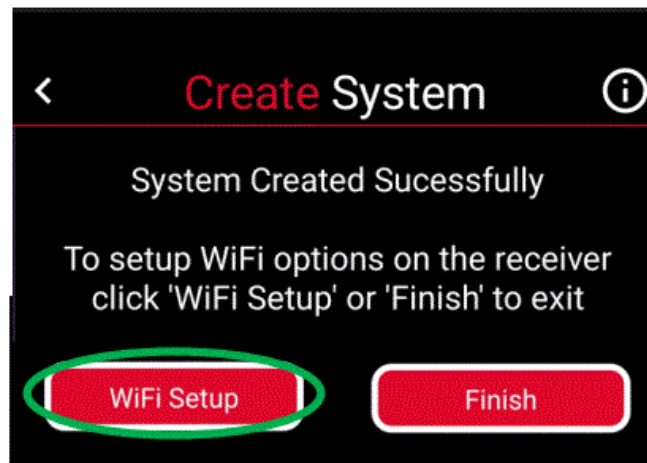 Create System
System Created Sucessfully
To setup WiFi options on the receiver
click 'WiFi Setup' or 'Finish' to exit
WiFi Setup
Finish